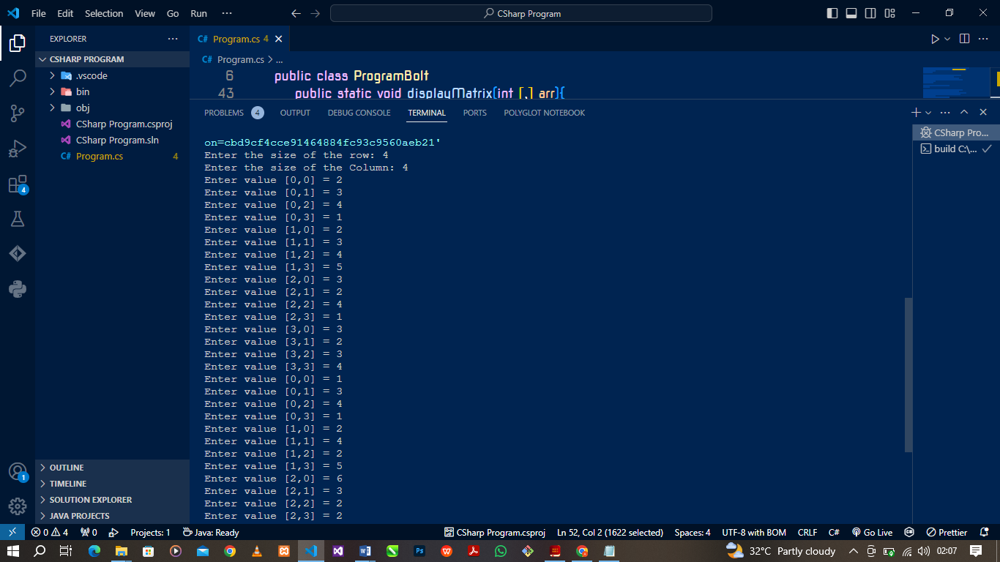 File Edit Selection View Go Run ··· CSharp Program
EXPLORER ···
CSHARP PROGRAM
.vscode
bin
obj
CSharp Program.csproj
CSharp Program.sln
C# Program.cs 4
OUTLINE
TIMELINE
SOLUTION EXPLORER
JAVA PROJECTS
4
1
C# Program.cs 4
C# Program.cs > ...
6 public class ProgramBolt
43 public static void displayMatrix(int [,] arr){
PROBLEMS 4 OUTPUT DEBUG CONSOLE TERMINAL PORTS POLYGLOT NOTEBOOK
on=cbd9cf4cce91464884fc93c9560aeb21'
Enter the size of the row: 4
Enter the size of the Column: 4
Enter value [0,0] = 2
Enter value [0,1] = 3
Enter value [0,2] = 4
Enter value [0,3] = 1
Enter value [1,0] = 2
Enter value [1,1] = 3
Enter value [1,2] = 4
Enter value [1,3] = 5
Enter value [2,0] = 3
Enter value [2,1] = 2
Enter value [2,2] = 4
Enter value [2,3] = 1
Enter value [3,0] = 3
Enter value [3,1] = 2
Enter value [3,2] = 3
Enter value [3,3] = 4
Enter value [0,0] = 1
Enter value [0,1] = 3
Enter value [0,2] = 4
Enter value [0,3] = 1
Enter value [1,0] = 2
Enter value [1,1] = 4
Enter value [1,2] = 2
Enter value [1,3] = 5
Enter value [2,0] = 6
Enter value [2,1] = 3
Enter value [2,2] = 2
Enter value [2,3] = 2
CSharp Pro...
build C:\...
0 4 0 Projects: 1 Java: Ready CSharp Program.csproj Ln 52, Col 2 (1622 selected) Spaces: 4 UTF-8 with BOM CRLF C# Go Live Prettier
32°C Partly cloudy 02:07